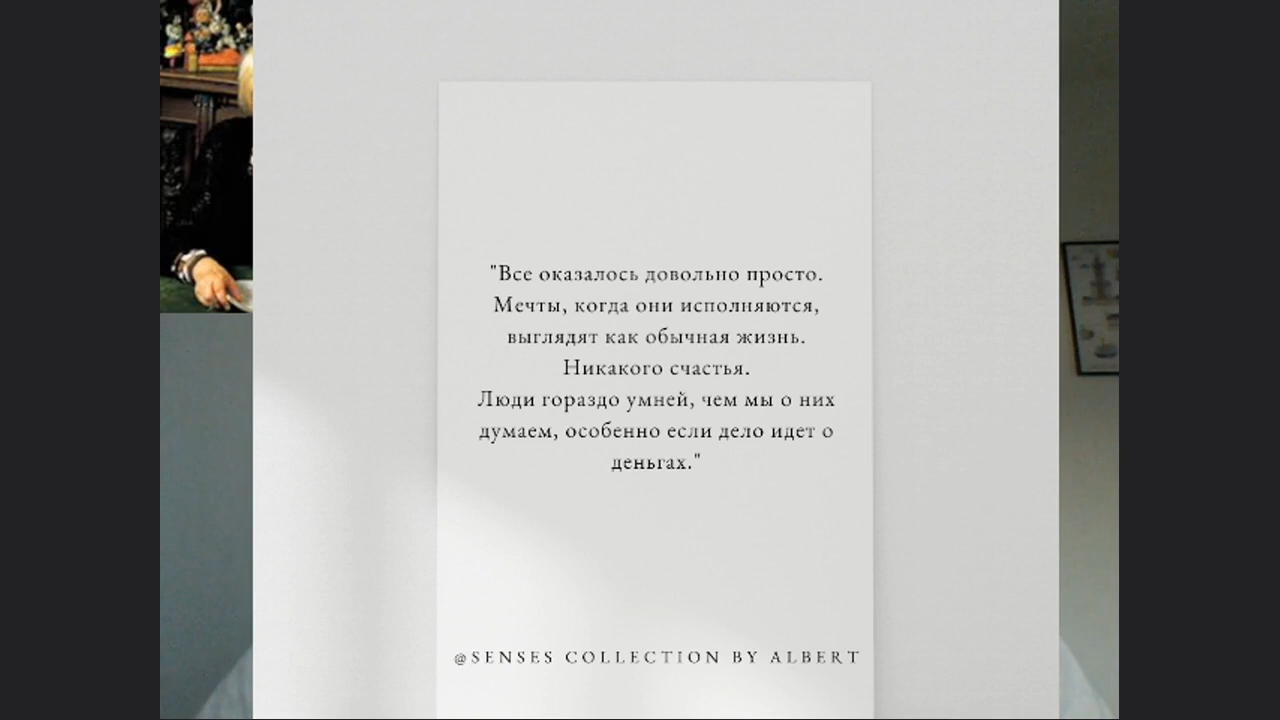 "Все оказалось довольно просто.
Мечты, когда они исполняются,
выглядят как обычная жизнь.
Никакого счастья.
Люди гораздо умней, чем мы о них
думаем, особенно если дело идет о
деньгах."
@SENSES COLLECTION BY ALBERT